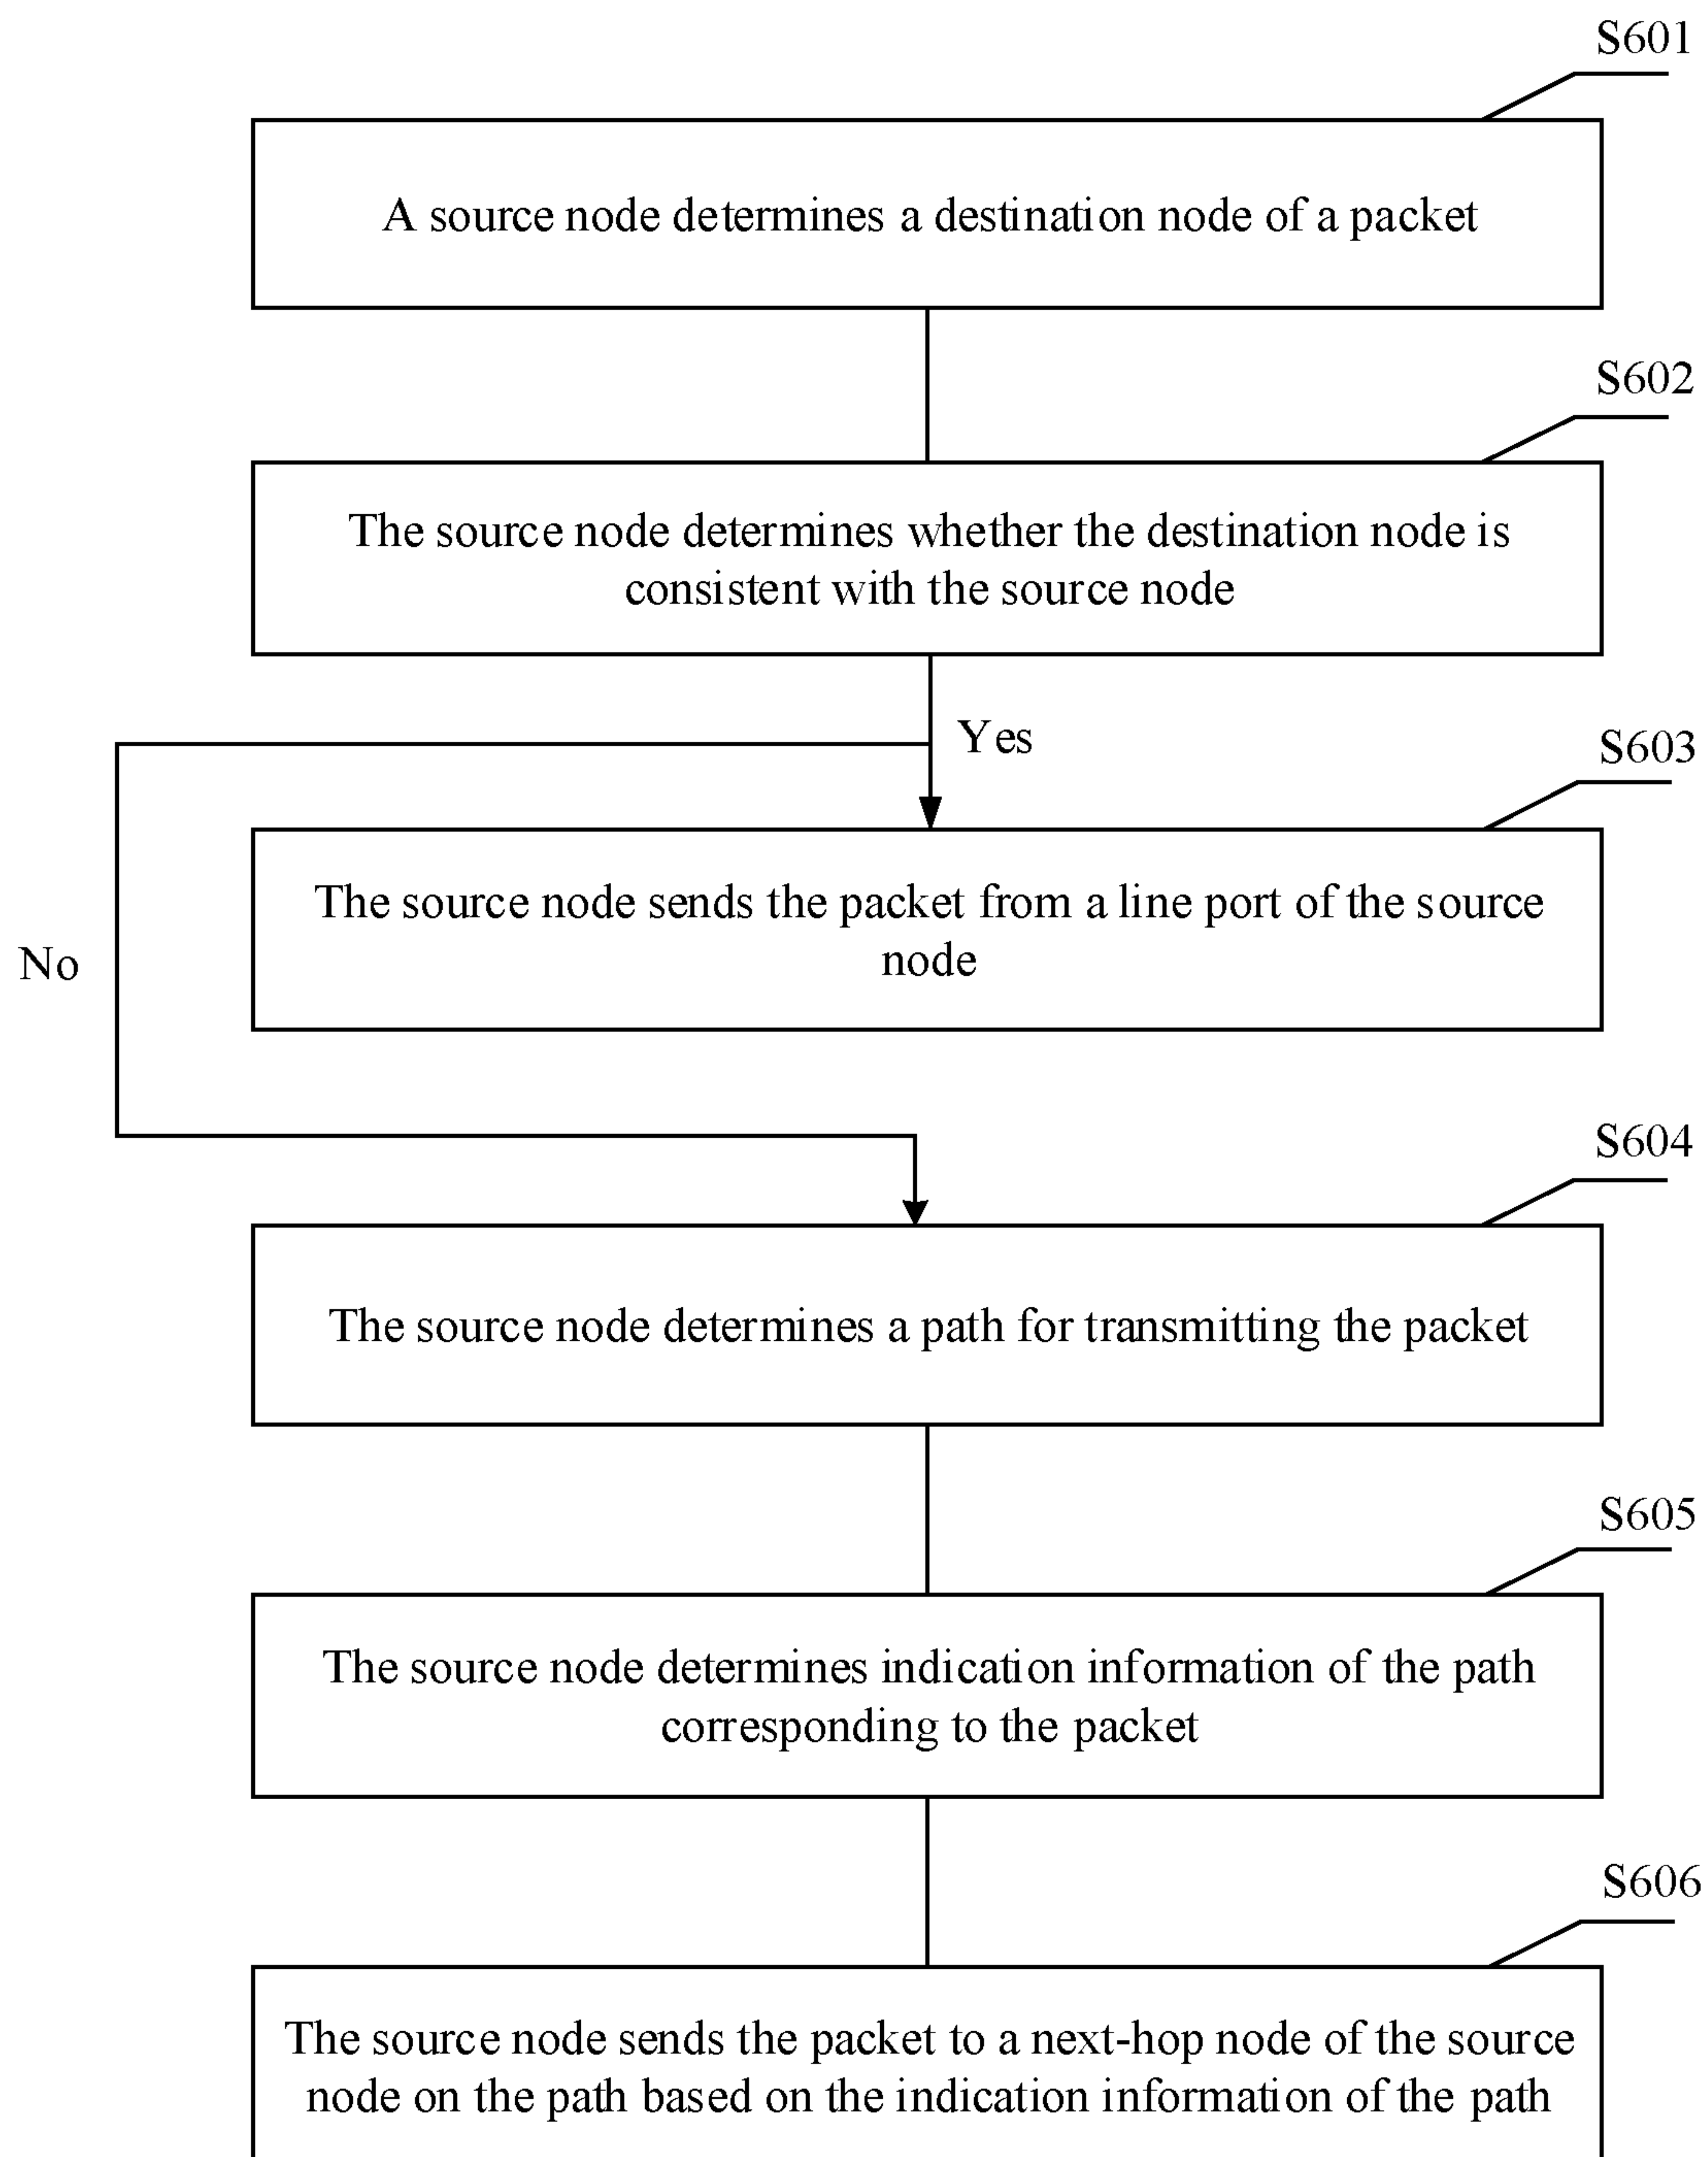 S601
A source node determines a destination node of a packet
S602
The source node determines whether the destination node is
consistent with the source node
Yes
S603
The source node sends the packet from a line port of the source
node
No
S604
The source node determines a path for transmitting the packet
S605
The source node determines indication information of the path
corresponding to the packet
S606
The source node sends the packet to a next-hop node of the source
node on the path based on the indication information of the path